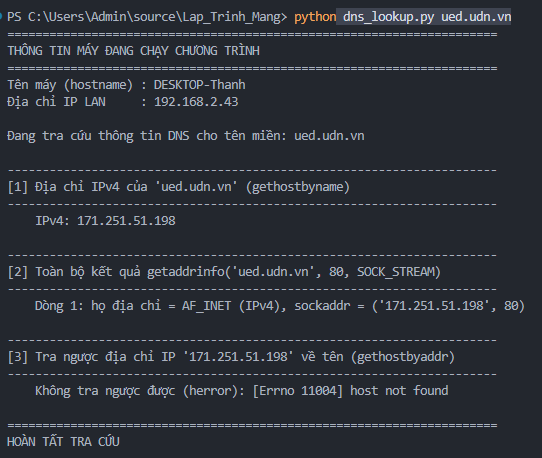 PS C:\Users\Admin\source\Lap_Trinh_Mang> python dns_lookup.py ued.udn.vn
======================================================================
THÔNG TIN MÁY ĐANG CHẠY CHƯƠNG TRÌNH
======================================================================
Tên máy (hostname) : DESKTOP-Thanh
Địa chỉ IP LAN     : 192.168.2.43

Đang tra cứu thông tin DNS cho tên miền: ued.udn.vn

----------------------------------------------------------------------
[1] Địa chỉ IPv4 của 'ued.udn.vn' (gethostbyname)
----------------------------------------------------------------------
    IPv4: 171.251.51.198

----------------------------------------------------------------------
[2] Toàn bộ kết quả getaddrinfo('ued.udn.vn', 80, SOCK_STREAM)
----------------------------------------------------------------------
    Dòng 1: họ địa chỉ = AF_INET (IPv4), sockaddr = ('171.251.51.198', 80)

----------------------------------------------------------------------
[3] Tra ngược địa chỉ IP '171.251.51.198' về tên (gethostbyaddr)
----------------------------------------------------------------------
    Không tra ngược được (herror): [Errno 11004] host not found

======================================================================
HOÀN TẤT TRA CỨU